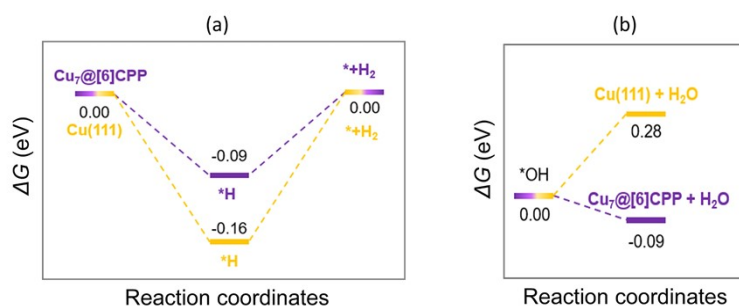 (a)
Cu₇@[6]CPP
*+H₂
0.00
0.00
Cu(111)
*+H₂
-0.09
*H
-0.16
*H
ΔG (eV)
Reaction coordinates
(b)
Cu(111) + H₂O
0.28
*OH
0.00
Cu₇@[6]CPP + H₂O
-0.09
ΔG (eV)
Reaction coordinates